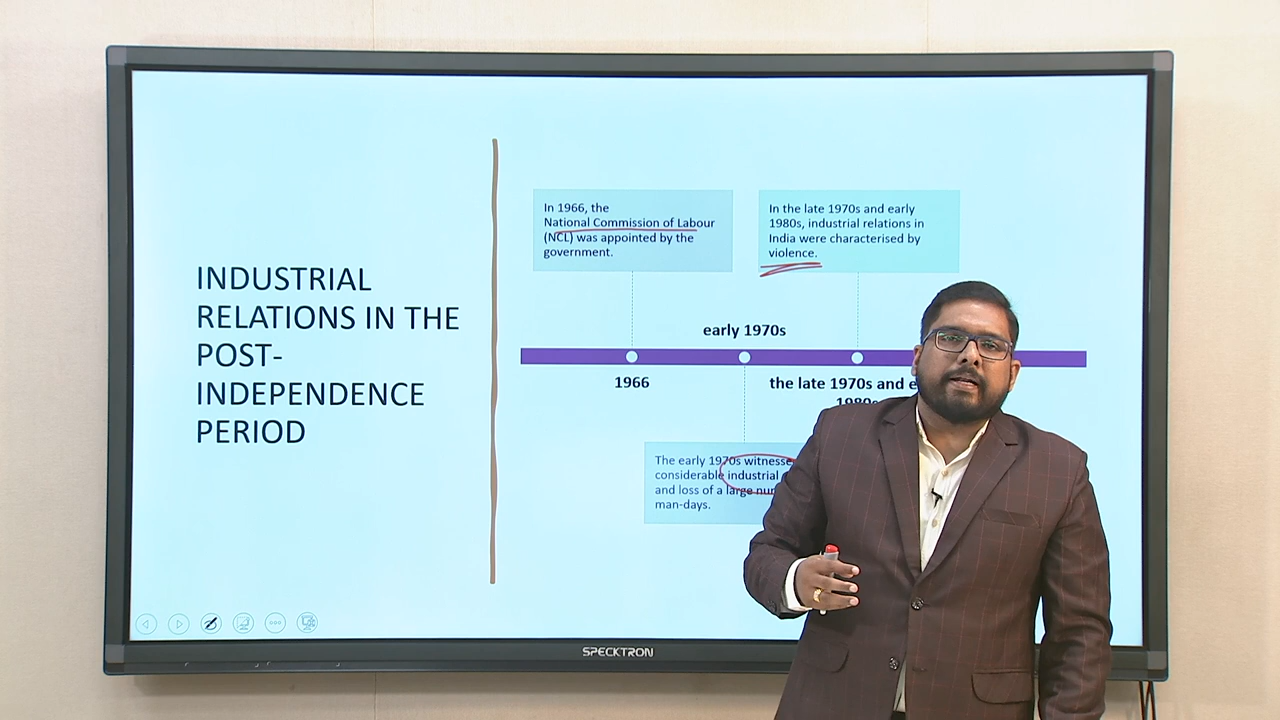 INDUSTRIAL
RELATIONS IN THE
POST-
INDEPENDENCE
PERIOD
In 1966, the
National Commission of Labour
(NCL) was appointed by the
government.
In the late 1970s and early
1980s, industrial relations in
India were characterised by
violence.
early 1970s
1966
the late 1970s and
The early 1970s
considerable industrial
and loss of a large
man-days.
SPECKTRON